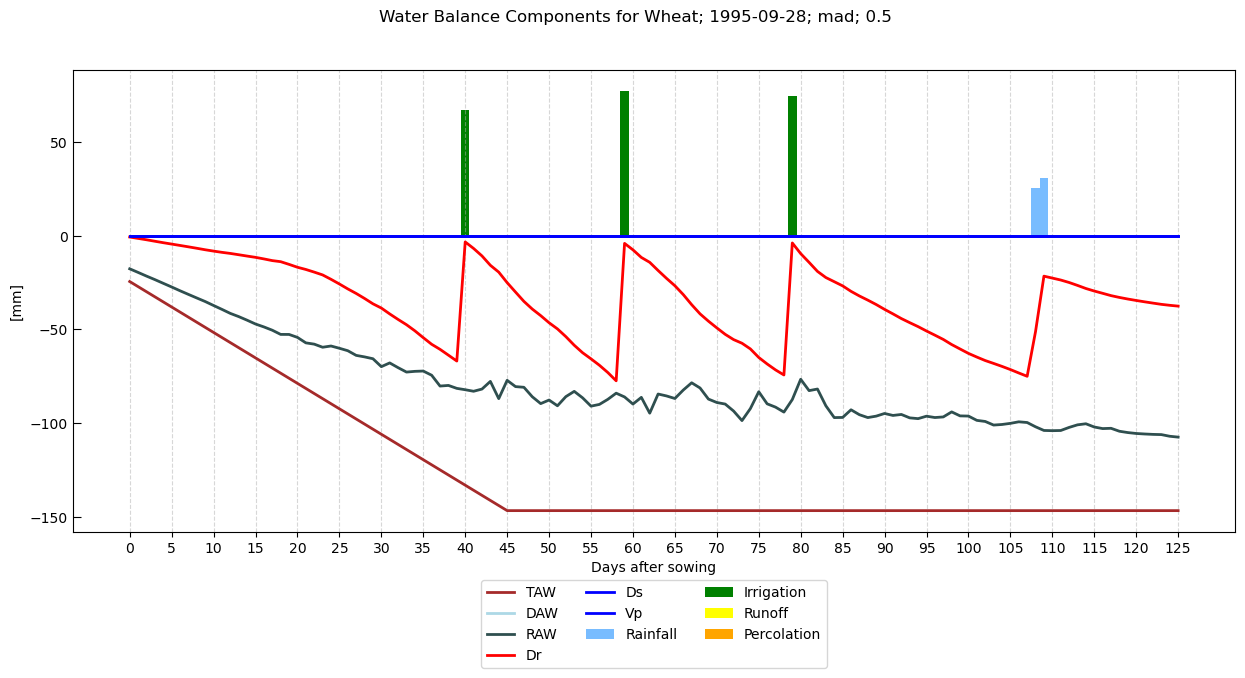 Water Balance Components for Wheat; 1995-09-28; mad; 0.5
50
0
−50
−100
−150
[mm]
0 5 10 15 20 25 30 35 40 45 50 55 60 65 70 75 80 85 90 95 100 105 110 115 120 125
Days after sowing
TAW Ds Irrigation
DAW Vp Runoff
RAW Rainfall Percolation
Dr